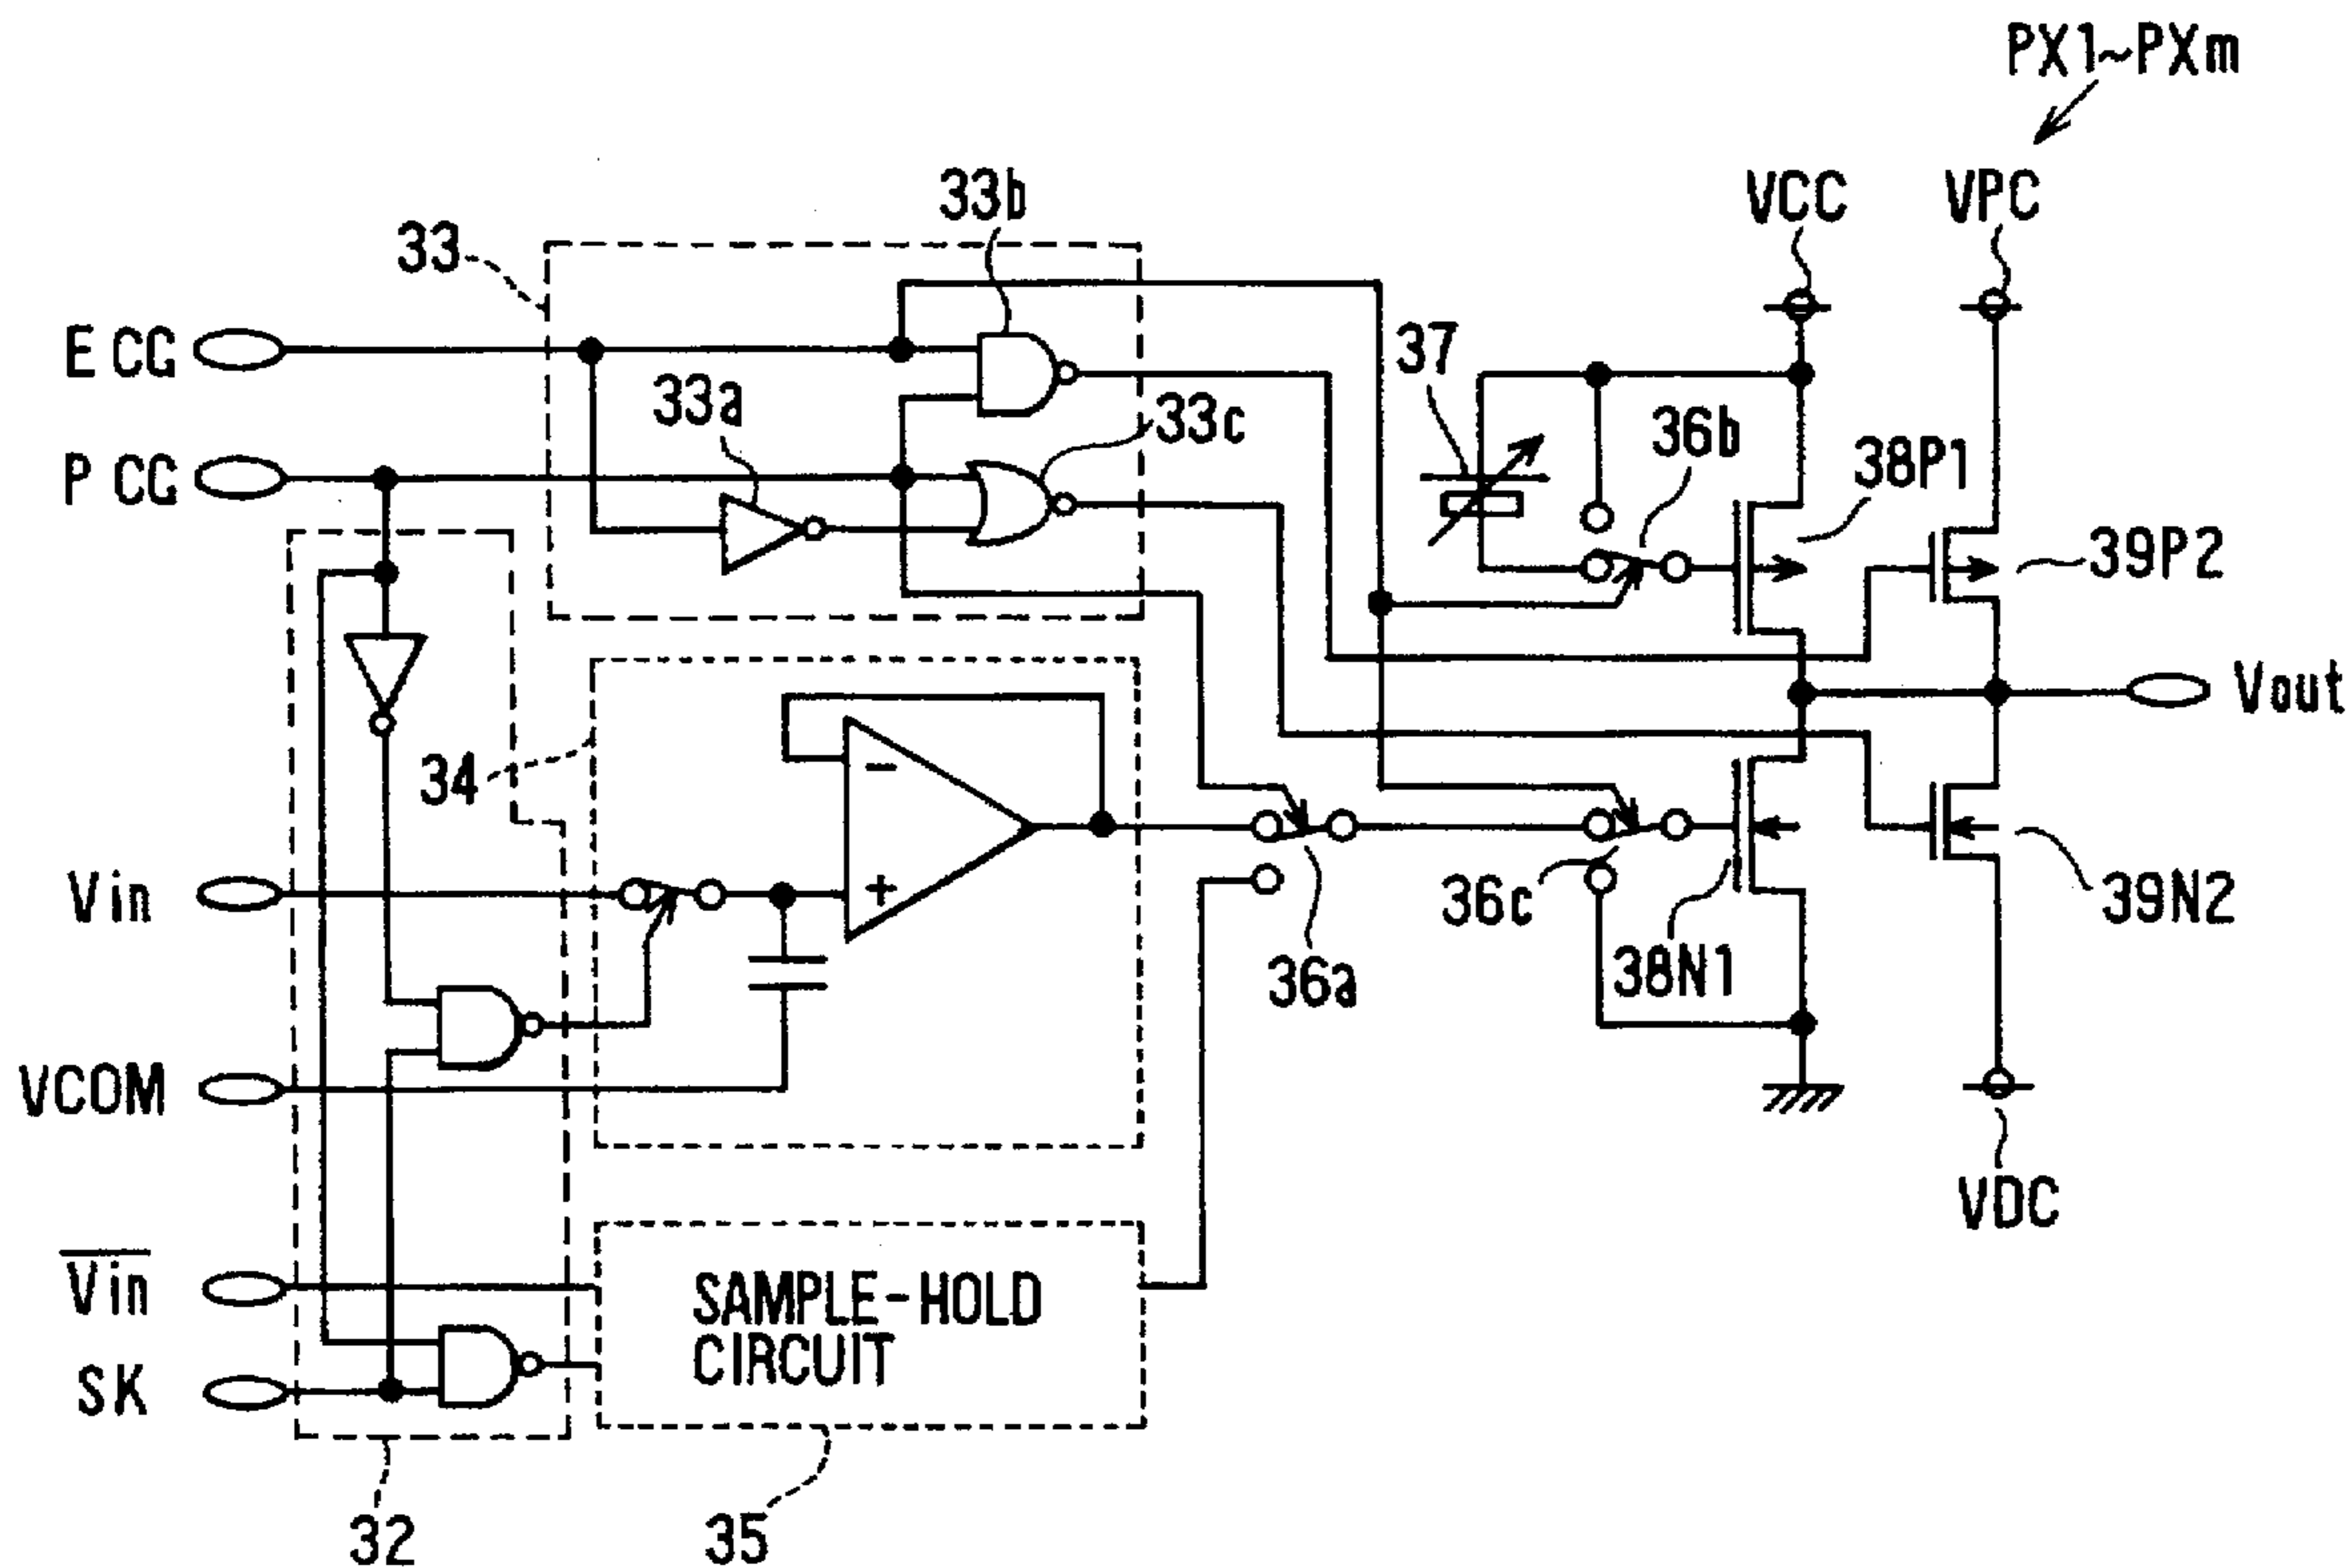 PX1~PXm
33b
VCC
VPC
33
37
ECG
33a
33c
36b
38P1
PCG
39P2
Vout
34
-
Vin
+
36c
39N2
36a
38N1
VCOM
VDC
V̅i̅n̅
SAMPLE-HOLD
CIRCUIT
SK
32
35